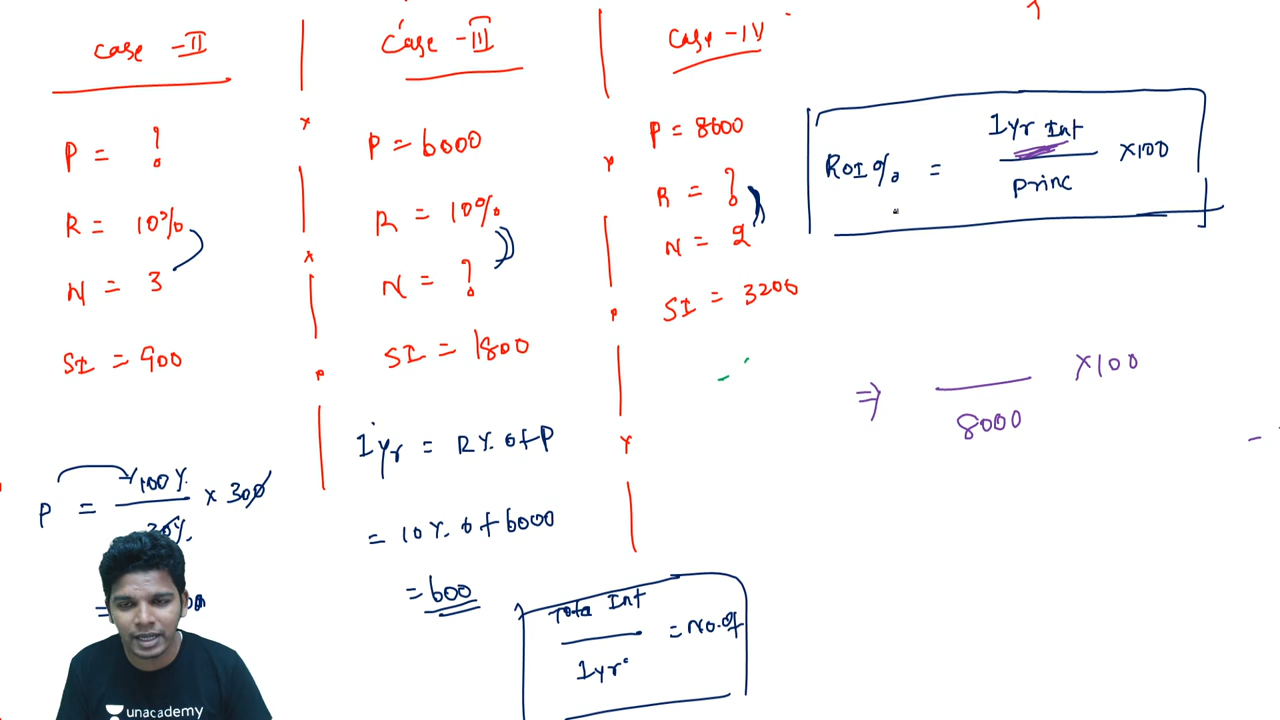 Case - II
P = ?
R = 10%
N = 3
SI = 900
P = 100% × 300
30%
Case - III
P = 6000
R = 10%
N = ?
SI = 1800
1yr = R% of P
= 10% of 6000
= 600
Tota Int
= No. of
1yr
Case - IV
P = 8000
R = ?
N = 2
SI = 3200
1yr Int
ROI% = ×100
Princ
⇒ ×100
8000
unacademy